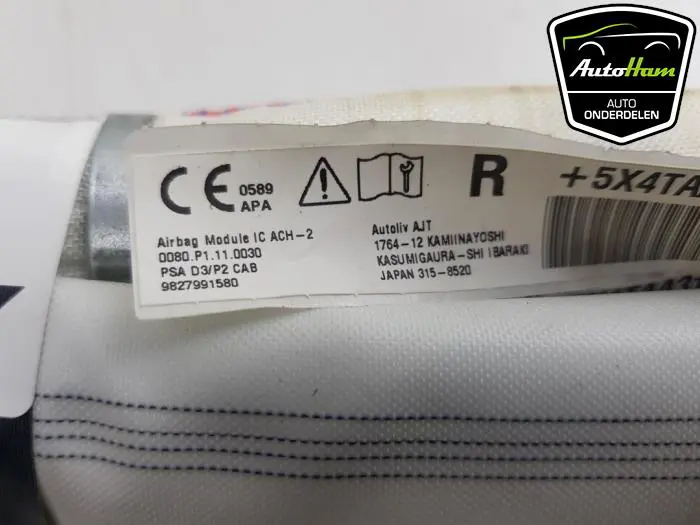 AutoHam
AUTO
ONDERDELEN
CE 0589
APA
R
+5X4TA
Airbag Module IC ACH-2
0080.P1.11.0030
PSA D3/P2 CAB
9827991580
Autoliv AJT
1764-12 KAMIINAYOSHI
KASUMIGAURA-SHI IBARAKI
JAPAN 315-8520